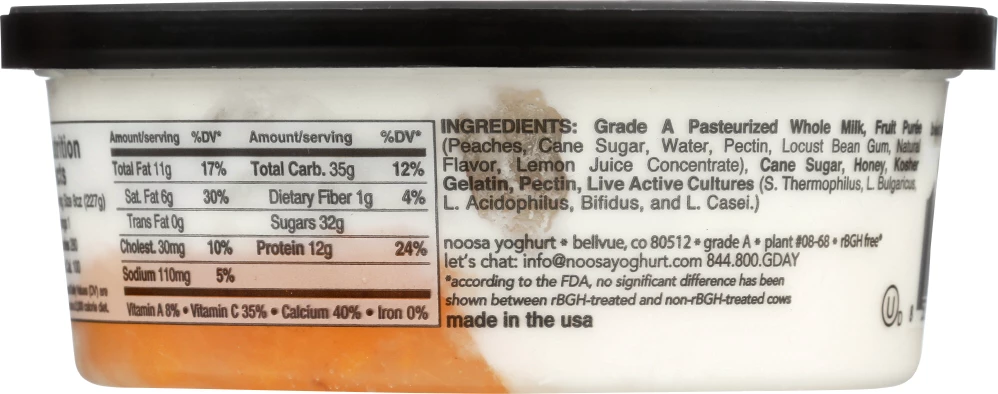 Amount/serving %DV* Amount/serving %DV*
Total Fat 11g 17% Total Carb. 35g 12%
Sat. Fat 6g 30% Dietary Fiber 1g 4%
Trans Fat 0g Sugars 32g
Cholest. 30mg 10% Protein 12g 24%
Sodium 110mg 5%
Vitamin A 8% • Vitamin C 35% • Calcium 40% • Iron 0%
(227g)
INGREDIENTS: Grade A Pasteurized Whole Milk, Fruit Purée
(Peaches, Cane Sugar, Water, Pectin, Locust Bean Gum, Natural
Flavor, Lemon Juice Concentrate), Cane Sugar, Honey, Kosher
Gelatin, Pectin, Live Active Cultures (S. Thermophilus, L. Bulgaricus,
L. Acidophilus, Bifidus, and L. Casei.)
noosa yoghurt • bellvue, co 80512 • grade A • plant #08-68 • rBGH free*
let's chat: info@noosayoghurt.com 844.800.GDAY
*according to the FDA, no significant difference has been
shown between rBGH-treated and non-rBGH-treated cows
made in the usa
U D
8